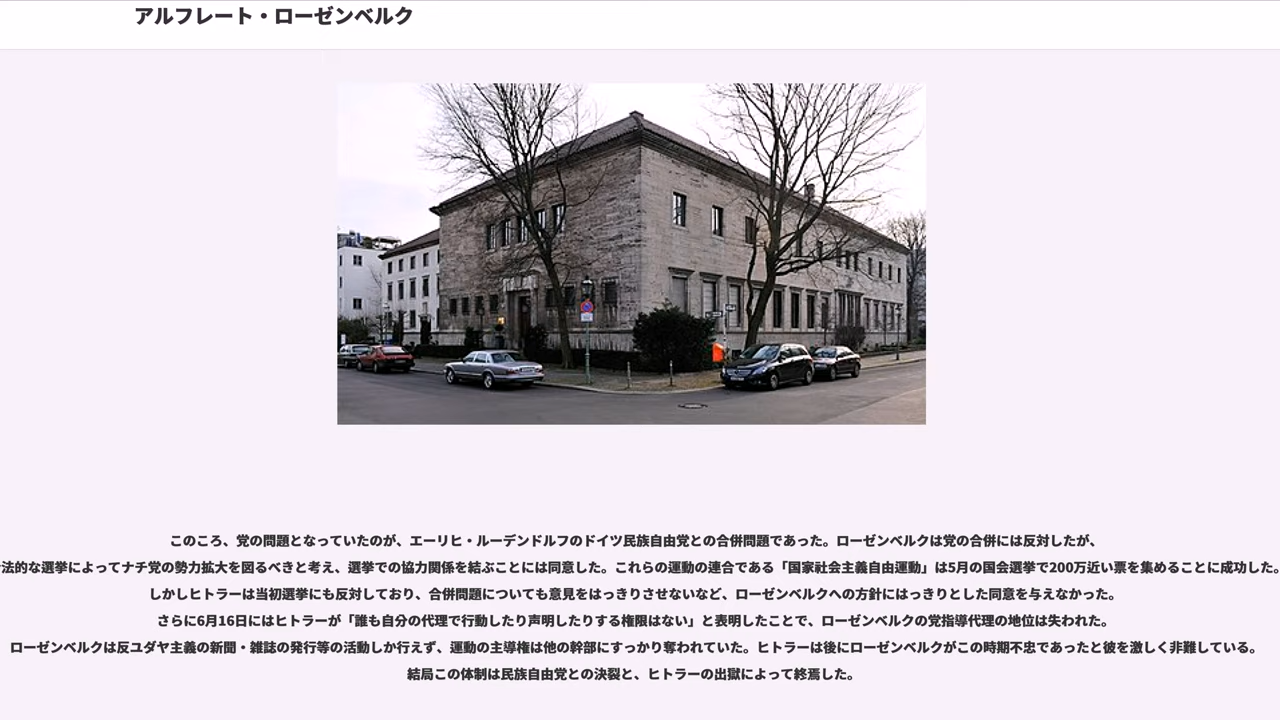 アルフレート・ローゼンベルク
このころ、党の問題となっていたのが、エーリヒ・ルーデンドルフのドイツ民族自由党との合併問題であった。ローゼンベルクは党の合併には反対したが、
法的な選挙によってナチ党の勢力拡大を図るべきと考え、選挙での協力関係を結ぶことには同意した。これらの運動の連合である「国家社会主義自由運動」は5月の国会選挙で200万近い票を集めることに成功した。
しかしヒトラーは当初選挙にも反対しており、合併問題についても意見をはっきりさせないなど、ローゼンベルクへの方針にはっきりとした同意を与えなかった。
さらに6月16日にはヒトラーが「誰も自分の代理で行動したり声明したりする権限はない」と表明したことで、ローゼンベルクの党指導代理の地位は失われた。
ローゼンベルクは反ユダヤ主義の新聞・雑誌の発行等の活動しか行えず、運動の主導権は他の幹部にすっかり奪われていた。ヒトラーは後にローゼンベルクがこの時期不忠であったと彼を激しく非難している。
結局この体制は民族自由党との決裂と、ヒトラーの出獄によって終焉した。